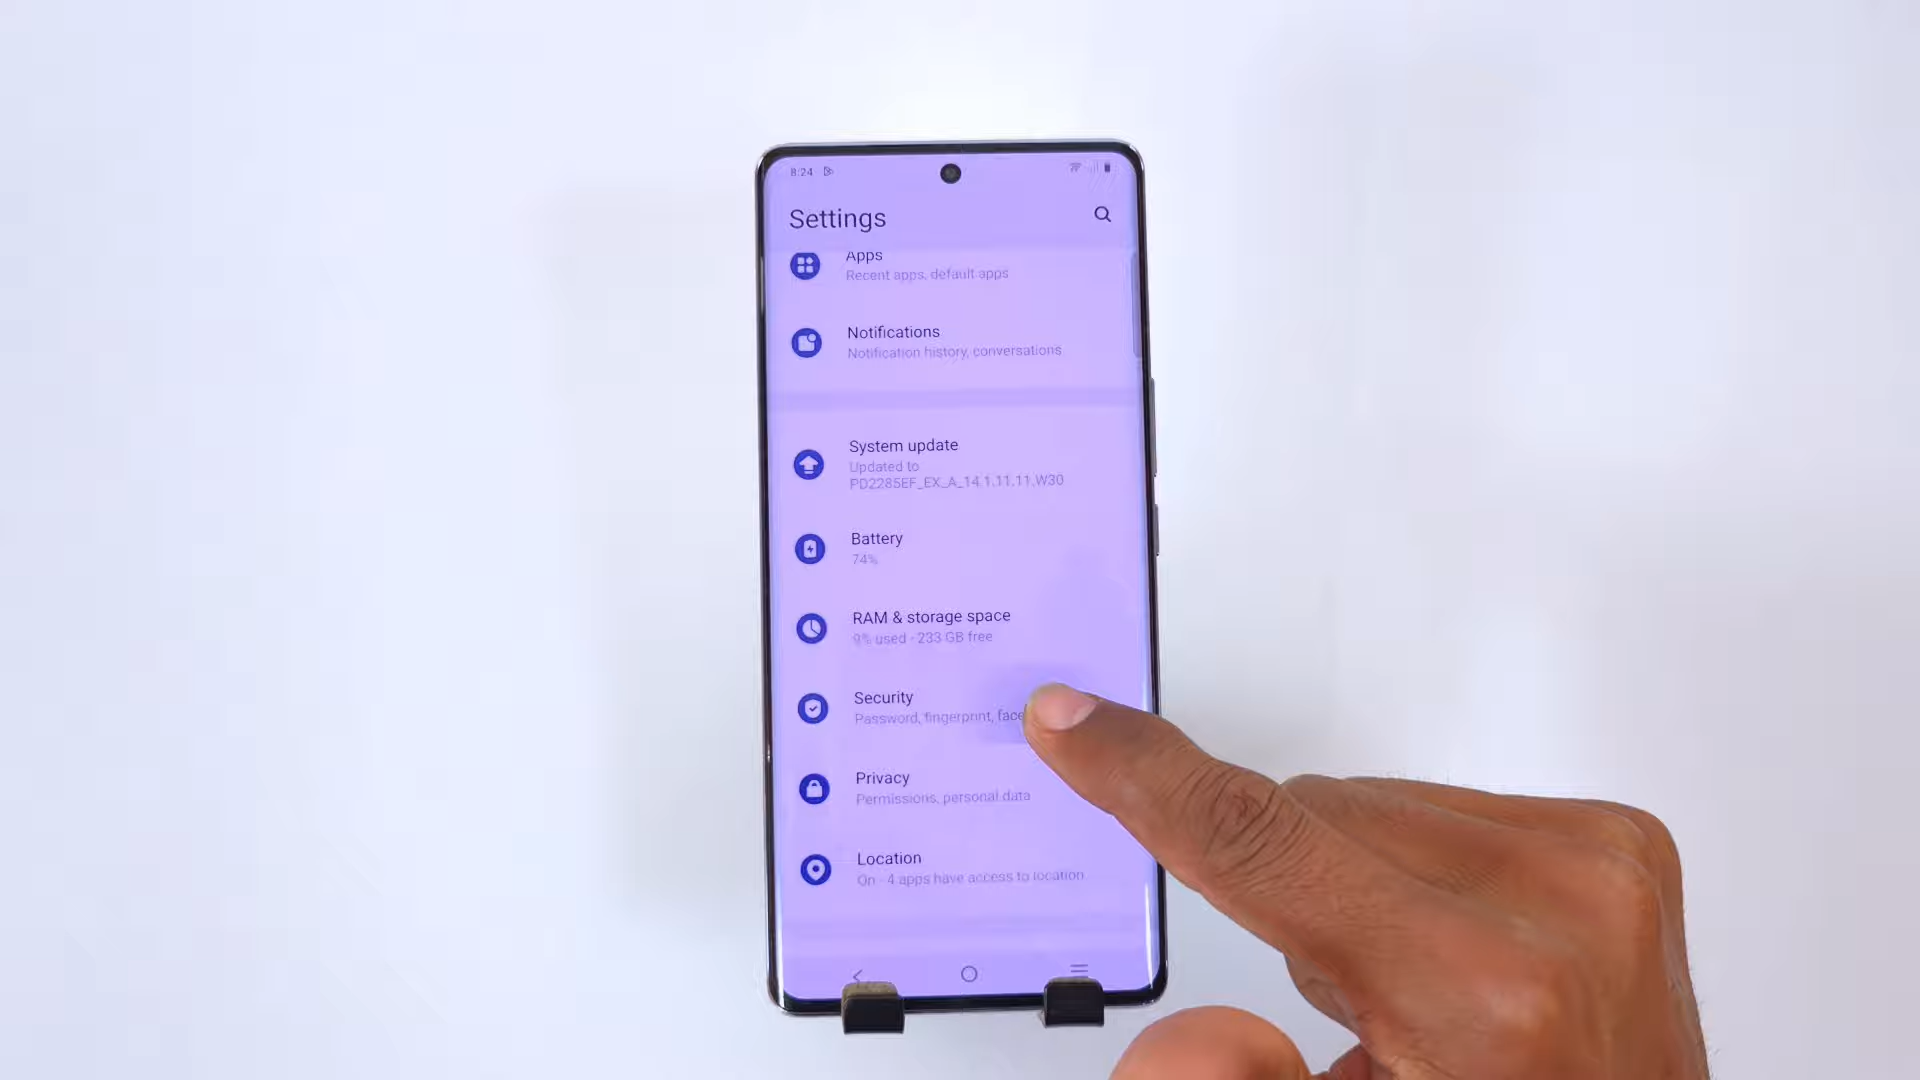 8:24
Settings
Apps
Recent apps, default apps
Notifications
Notification history, conversations
System update
Updated to
PD2285EF_EX_A_14.1.11.11.W30
Battery
74%
RAM & storage space
9% used - 233 GB free
Security
Password, fingerprint, face
Privacy
Permissions, personal data
Location
On - 4 apps have access to location